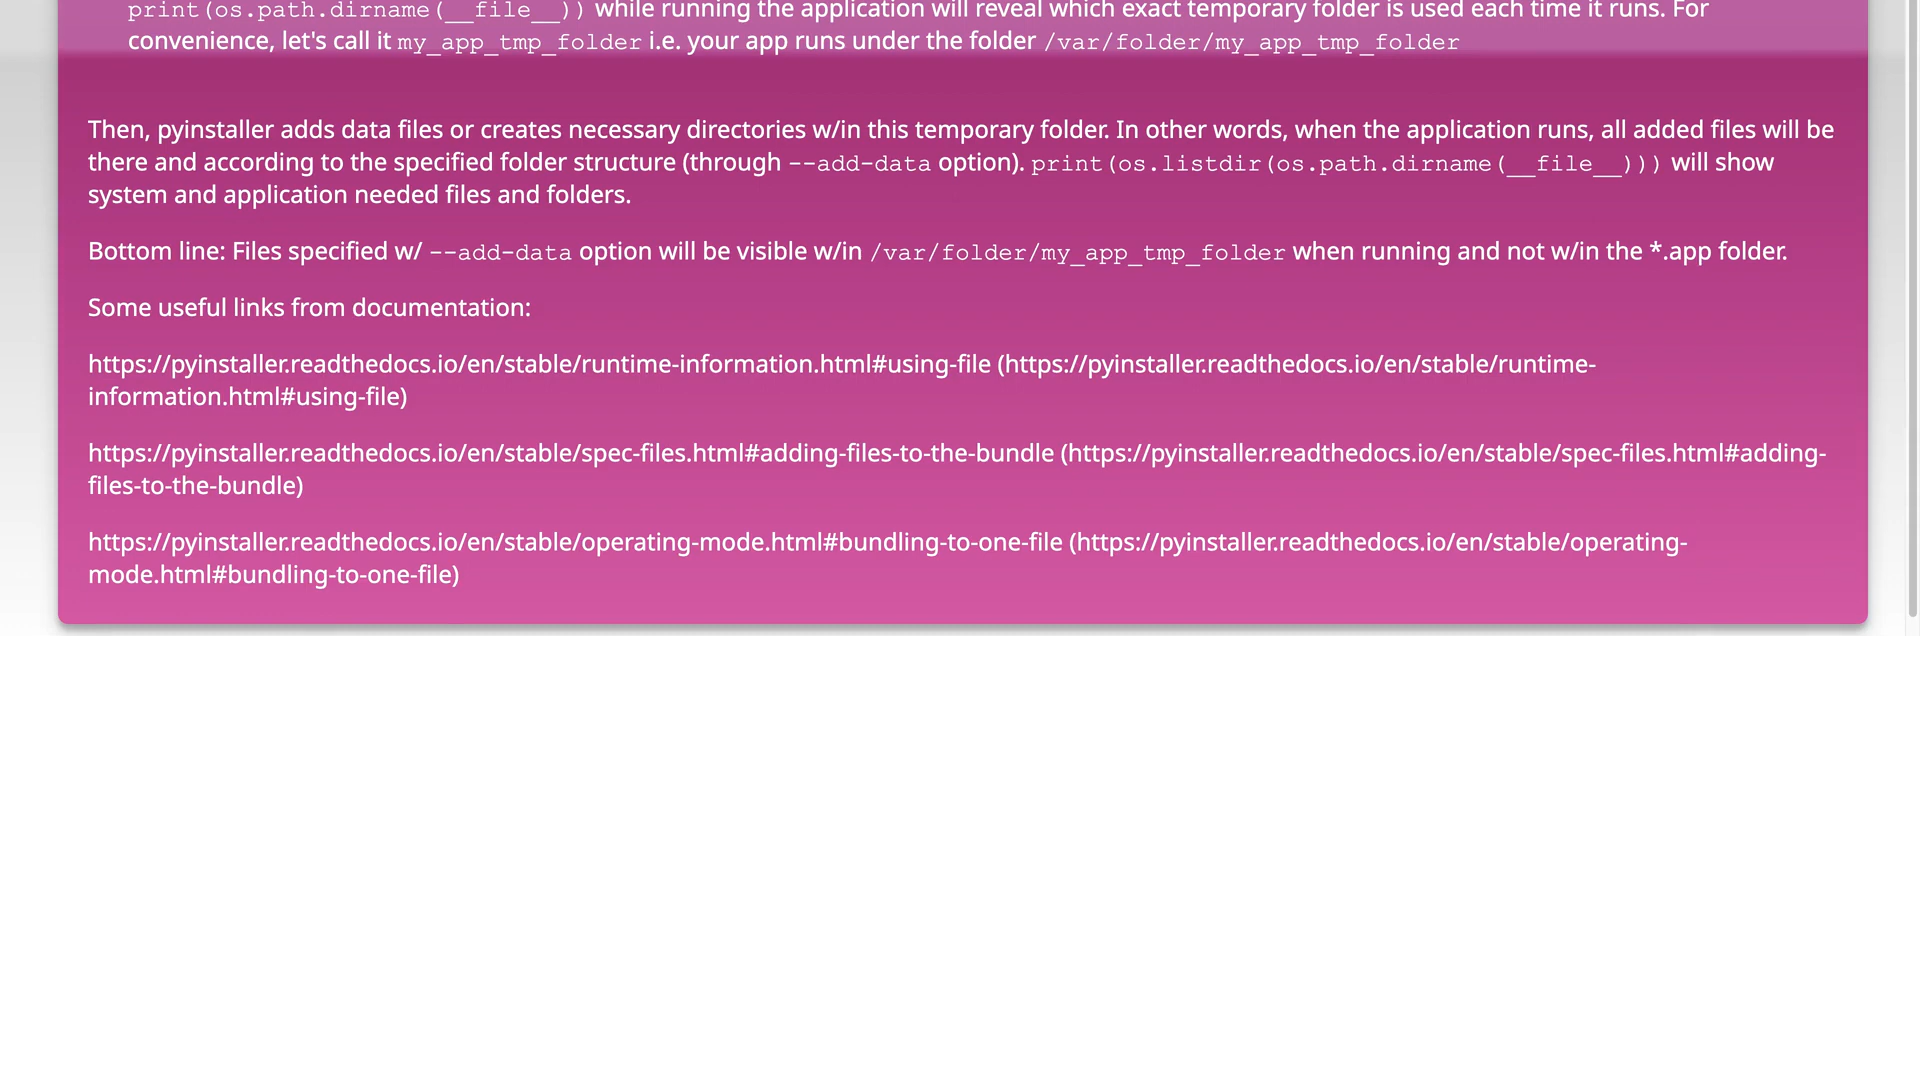 print(os.path.dirname(__file__)) while running the application will reveal which exact temporary folder is used each time it runs. For
convenience, let's call it my_app_tmp_folder i.e. your app runs under the folder /var/folder/my_app_tmp_folder
Then, pyinstaller adds data files or creates necessary directories w/in this temporary folder. In other words, when the application runs, all added files will be
there and according to the specified folder structure (through --add-data option). print(os.listdir(os.path.dirname(__file__))) will show
system and application needed files and folders.
Bottom line: Files specified w/ --add-data option will be visible w/in /var/folder/my_app_tmp_folder when running and not w/in the *.app folder.
Some useful links from documentation:
https://pyinstaller.readthedocs.io/en/stable/runtime-information.html#using-file (https://pyinstaller.readthedocs.io/en/stable/runtime-
information.html#using-file)
https://pyinstaller.readthedocs.io/en/stable/spec-files.html#adding-files-to-the-bundle (https://pyinstaller.readthedocs.io/en/stable/spec-files.html#adding-
files-to-the-bundle)
https://pyinstaller.readthedocs.io/en/stable/operating-mode.html#bundling-to-one-file (https://pyinstaller.readthedocs.io/en/stable/operating-
mode.html#bundling-to-one-file)